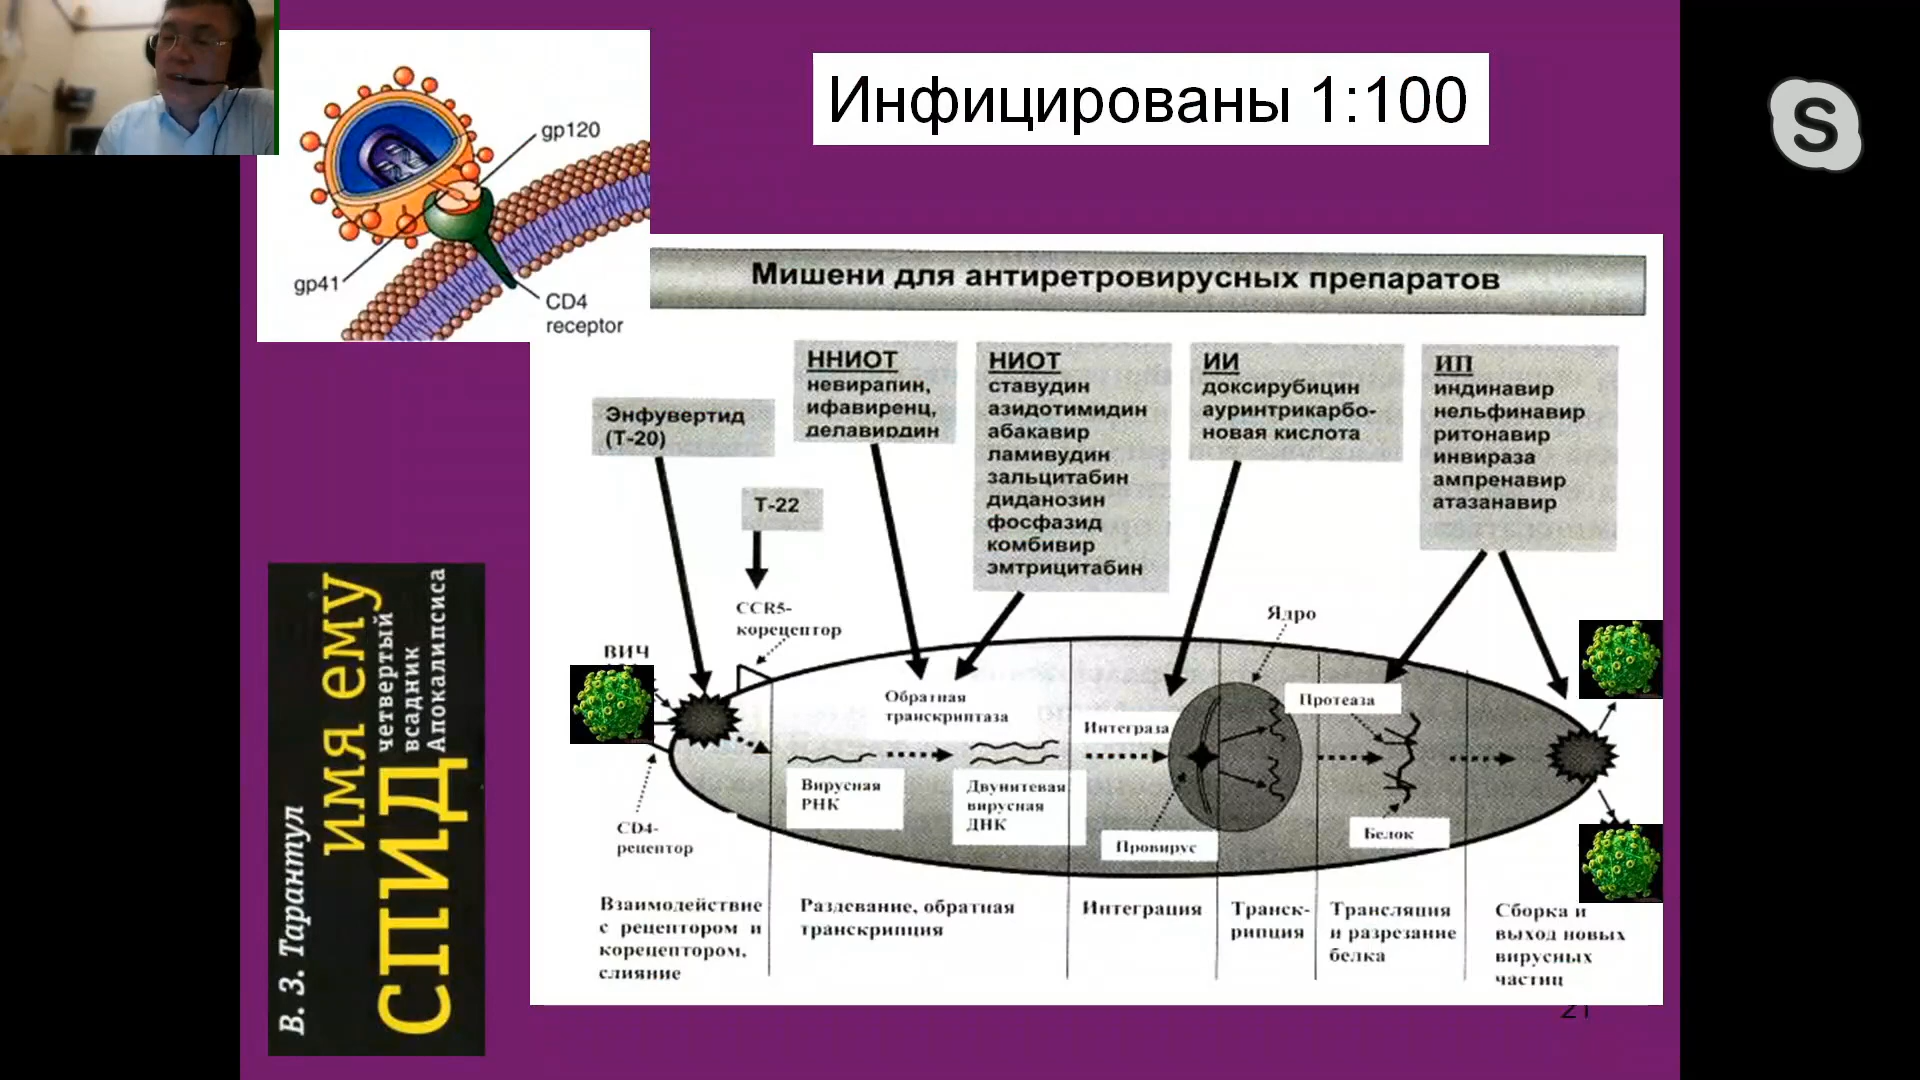 Инфицированы 1:100
S
gp120
gp41
CD4
receptor
Мишени для антиретровирусных препаратов
Энфувертид
(Т-20)
Т-22
ННИОТ
невирапин,
ифавиренц,
делавирдин
НИОТ
ставудин
азидотимидин
абакавир
ламивудин
зальцитабин
диданозин
фосфазид
комбивир
эмтрицитабин
ИИ
доксирубицин
ауринтрикарбо-
новая кислота
ИП
индинавир
нельфинавир
ритонавир
инвираза
ампренавир
атазанавир
CCR5-
корецептор
Ядро
ВИЧ
Обратная
транскриптаза
Интеграза
Протеаза
Вирусная
РНК
Двунитевая
вирусная
ДНК
Провирус
Белок
CD4-
рецептор
Взаимодействие
с рецептором и
корецептором,
слияние
Раздевание, обратная
транскрипция
Интеграция
Транск-
рипция
Трансляция
и разрезание
белка
Сборка и
выход новых
вирусных
частиц
В. З. Тарантул
имя ему
СПИД
четвертый
всадник
Апокалипсиса
21